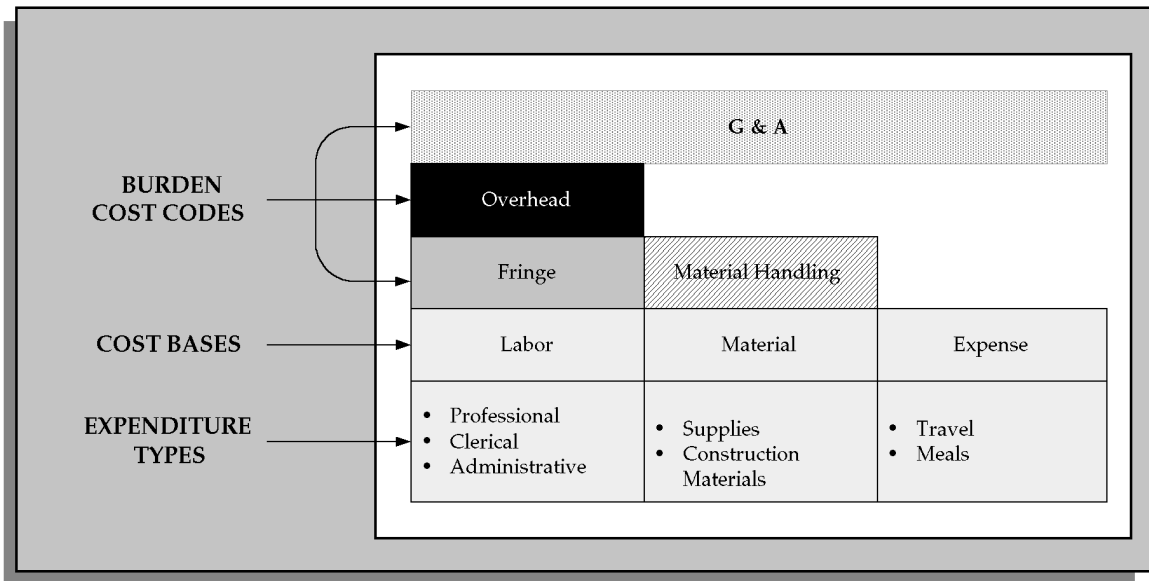 G & A
BURDEN
COST CODES
Overhead
Fringe
Material Handling
COST BASES
Labor
Material
Expense
EXPENDITURE
TYPES
• Professional
• Clerical
• Administrative
• Supplies
• Construction
Materials
• Travel
• Meals